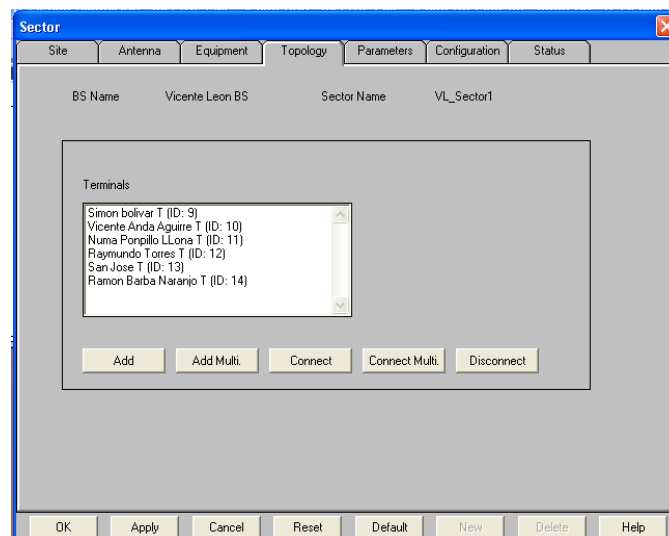 Sector
Site Antenna Equipment Topology Parameters Configuration Status
BS Name Vicente Leon BS Sector Name VL_Sector1
Terminals
Simon bolivar T (ID: 9)
Vicente Anda Aguirre T (ID: 10)
Numa Ponpillo LLona T (ID: 11)
Raymundo Torres T (ID: 12)
San Jose T (ID: 13)
Ramon Barba Naranjo T (ID: 14)
Add Add Multi. Connect Connect Multi. Disconnect
OK Apply Cancel Reset Default New Delete Help